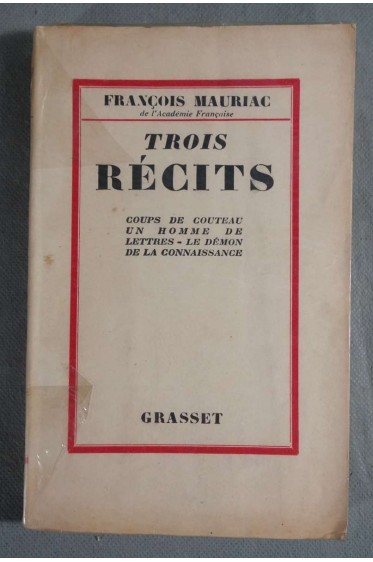 FRANÇOIS MAURIAC
de l'Académie Française
TROIS
RÉCITS
COUPS DE COUTEAU
UN HOMME DE
LETTRES - LE DÉMON
DE LA CONNAISSANCE
GRASSET